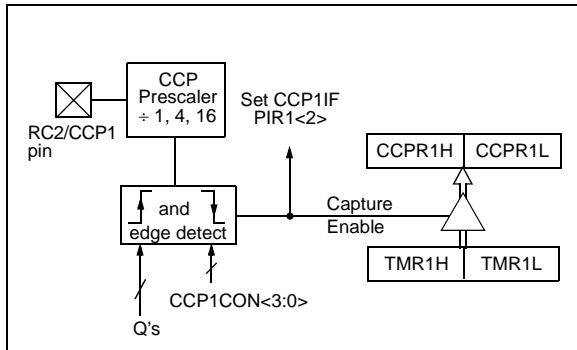 CCP
Prescaler
÷ 1, 4, 16
RC2/CCP1
pin
Set CCP1IF
PIR1<2>
CCPR1H
CCPR1L
and
edge detect
Capture
Enable
TMR1H
TMR1L
CCP1CON<3:0>
Q's